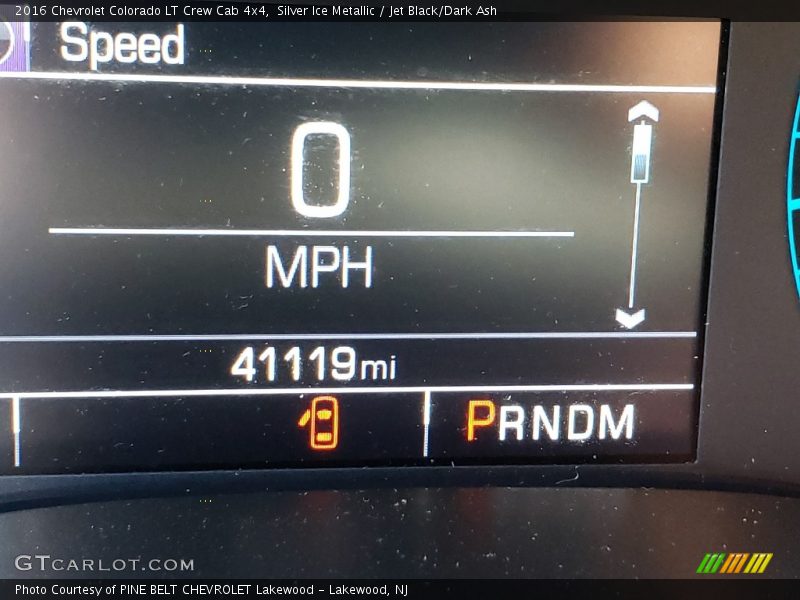 2016 Chevrolet Colorado LT Crew Cab 4x4, Silver Ice Metallic / Jet Black/Dark Ash
Speed
0
MPH
41119mi
PRNDM
GTCARLOT.COM
Photo Courtesy of PINE BELT CHEVROLET Lakewood - Lakewood, NJ